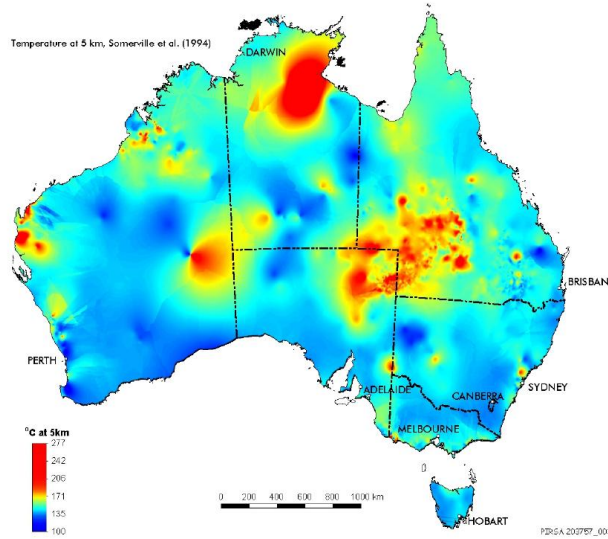 Temperature at 5 km, Somerville et al. (1994)
DARWIN
BRISBAN
PERTH
ADELAIDE
CANBERRA
SYDNEY
MELBOURNE
HOBART
°C at 5km
277
242
206
171
135
100
0 200 400 600 800 1000 km